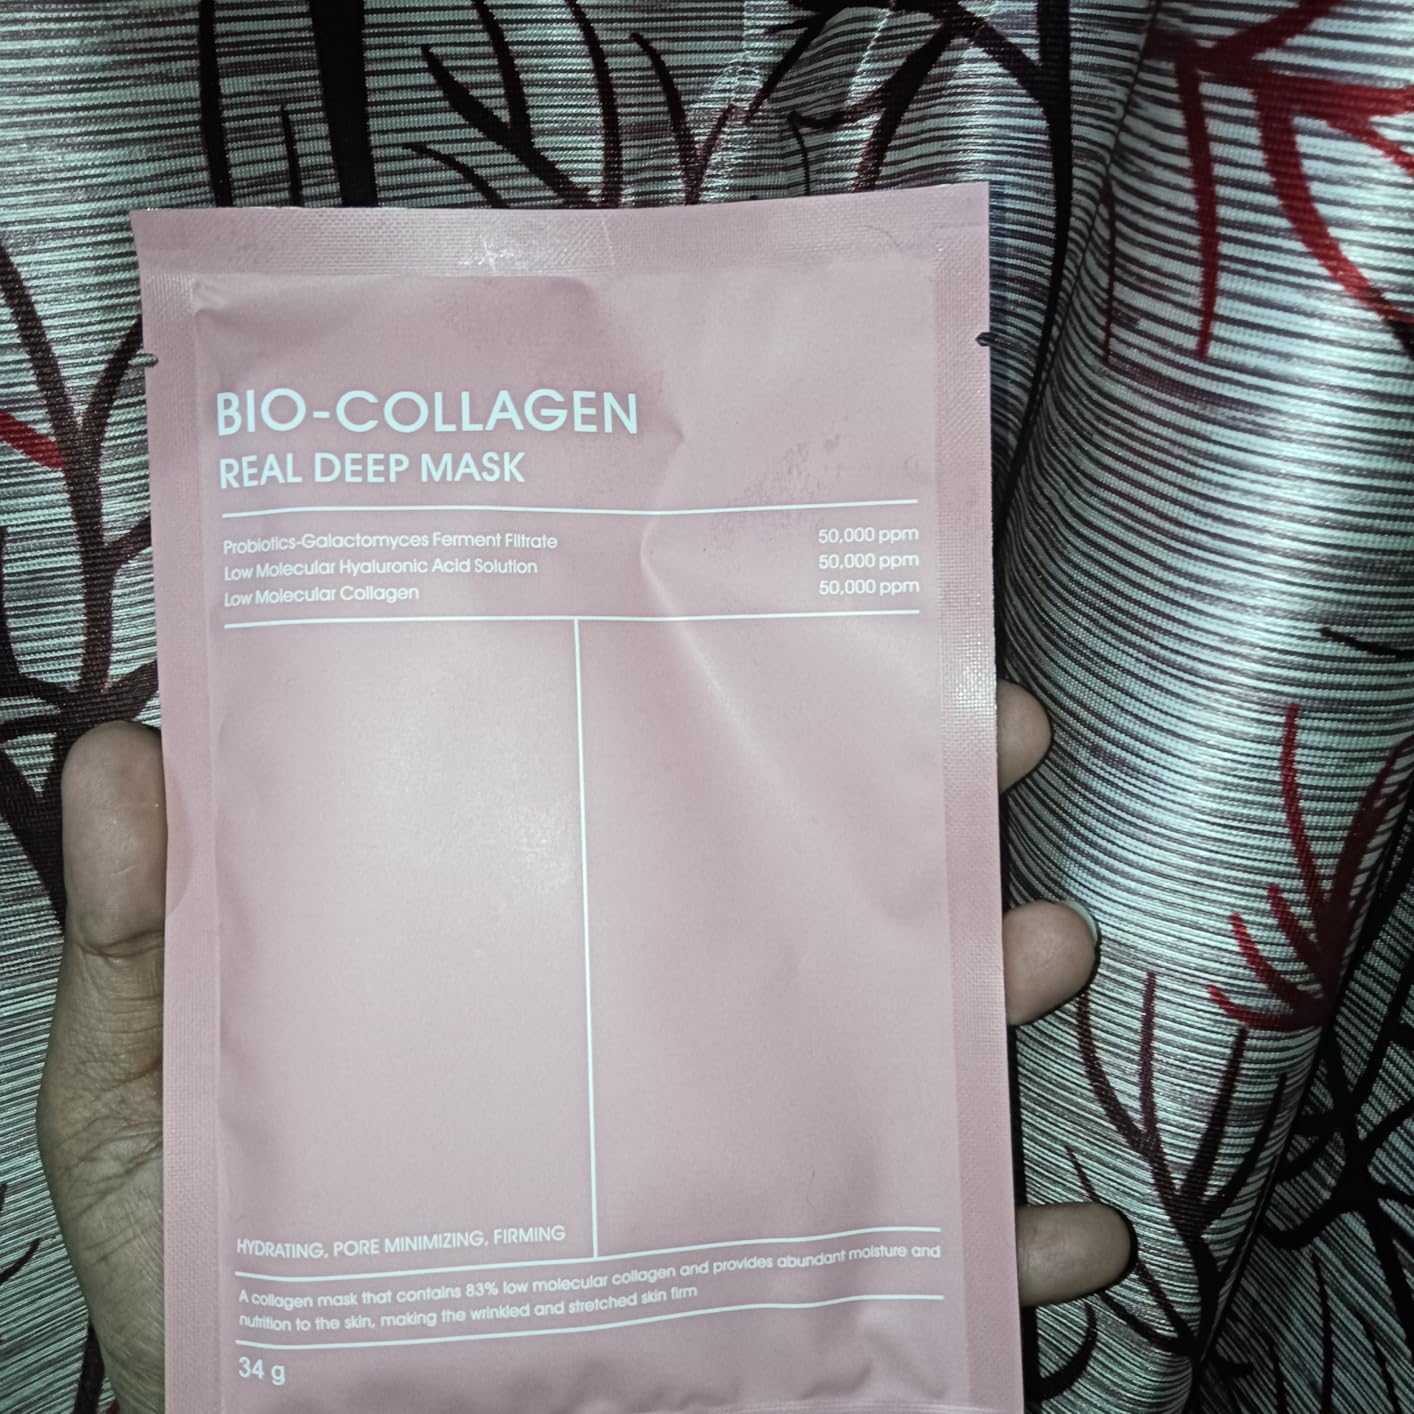 BIO-COLLAGEN
REAL DEEP MASK
Probiotics-Galactomyces Ferment Filtrate 50,000 ppm
Low Molecular Hyaluronic Acid Solution 50,000 ppm
Low Molecular Collagen 50,000 ppm
HYDRATING, PORE MINIMIZING, FIRMING
A collagen mask that contains 83% low molecular collagen and provides abundant moisture and
nutrition to the skin, making the wrinkled and stretched skin firm
34 g